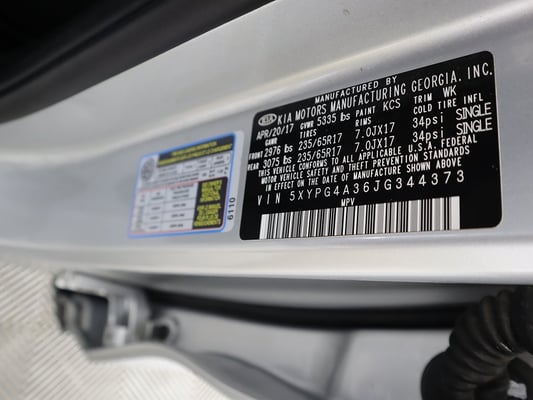 MANUFACTURED BY
KIA KIA MOTORS MANUFACTURING GEORGIA, INC.
APR/20/17 GVWR 5335 lbs PAINT KCS TRIM WK
GAWR TIRES RIMS COLD TIRE INFL
FRONT 2976 lbs 235/65R17 7.0JX17 34psi SINGLE
REAR 3075 lbs 235/65R17 7.0JX17 34psi SINGLE
THIS VEHICLE CONFORMS TO ALL APPLICABLE U.S. FEDERAL
MOTOR VEHICLE SAFETY AND THEFT PREVENTION STANDARDS
IN EFFECT ON THE DATE OF MANUFACTURE SHOWN ABOVE
VIN 5XYPG4A36JG344373
MPV
6110